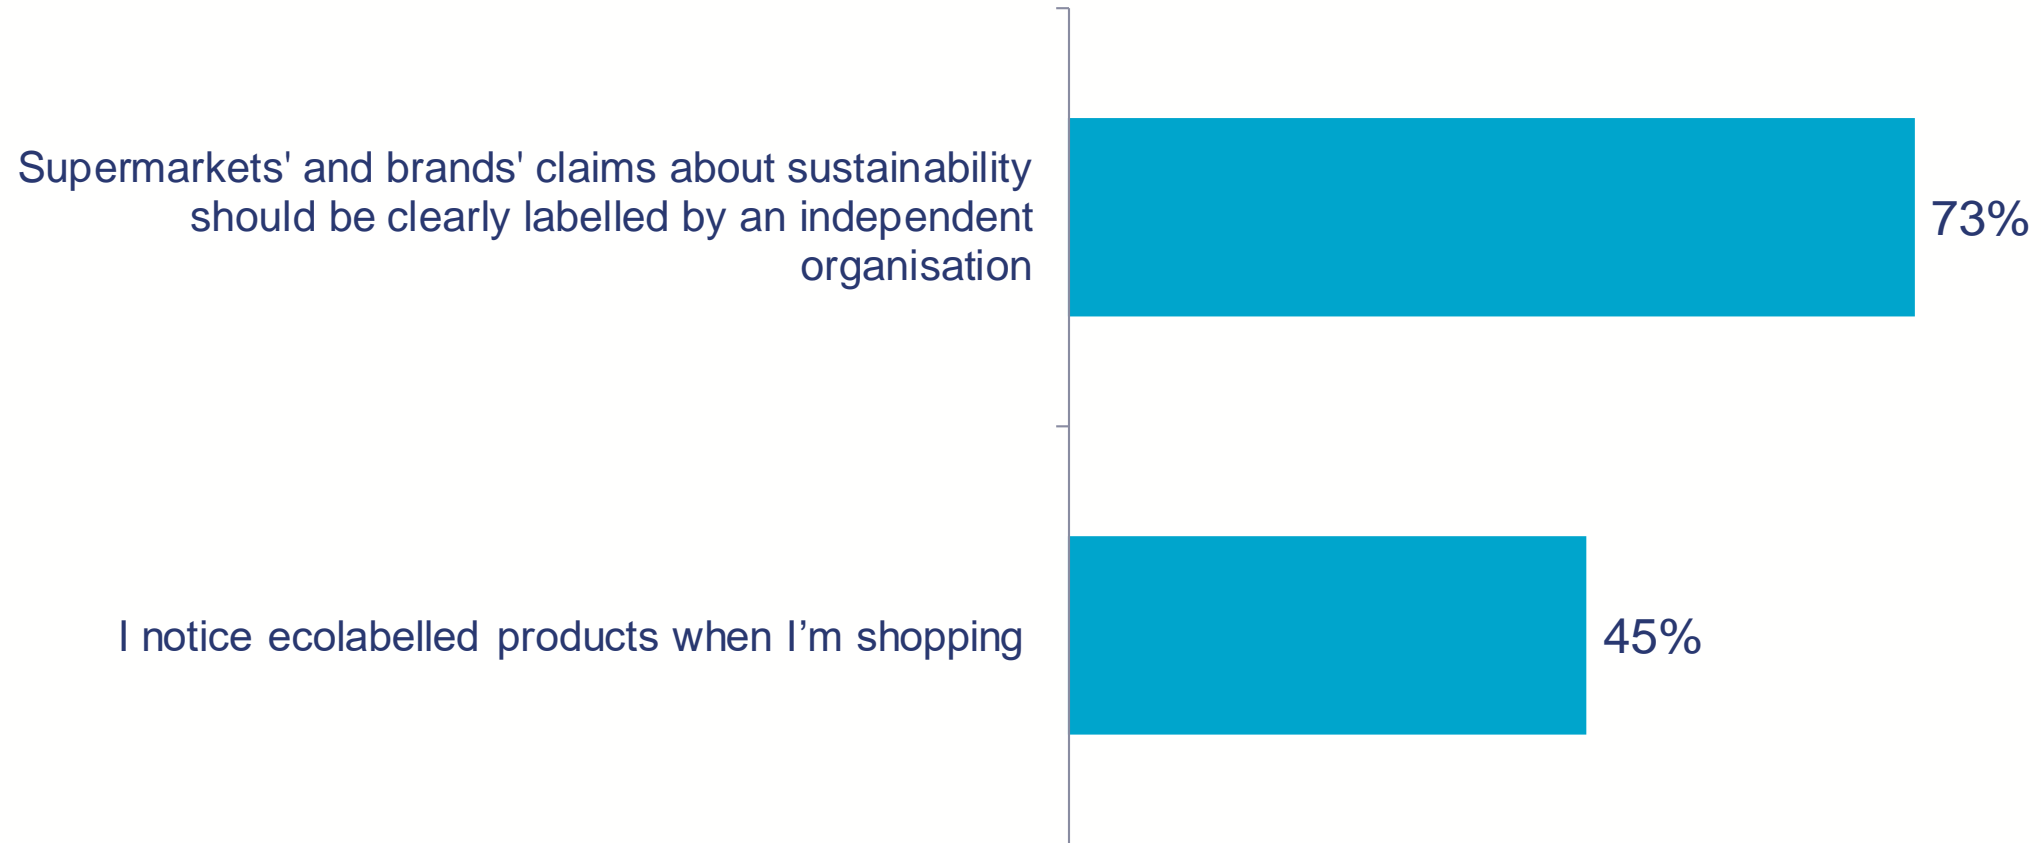 Supermarkets' and brands' claims about sustainability
should be clearly labelled by an independent
organisation
73%
I notice ecolabelled products when I’m shopping
45%